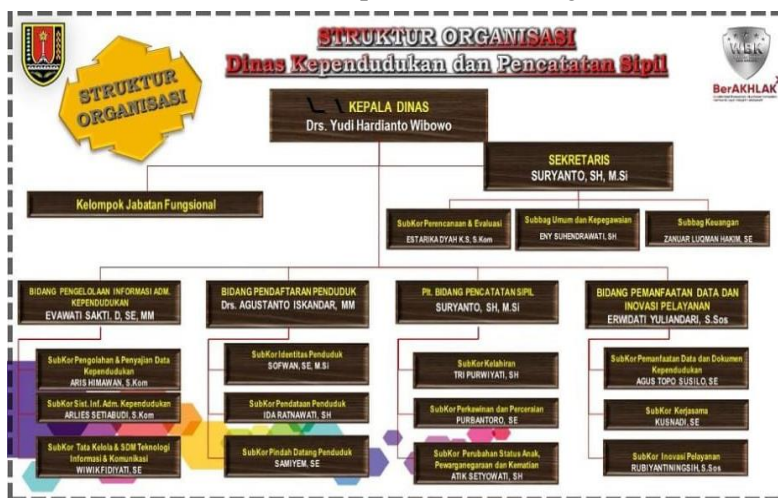 STRUKTUR ORGANISASI
Dinas Kependudukan dan Pencatatan Sipil
STRUKTUR
ORGANISASI
WBK
BerAKHLAK
KEPALA DINAS
Drs. Yudi Hardianto Wibowo
SEKRETARIS
SURYANTO, SH, M.Si
Kelompok Jabatan Fungsional
SubKor Perencanaan & Evaluasi
ESTARIKA DYAH K.S, S.Kom
Subbag Umum dan Kepegawaian
ENY SUHENDRAWATI, SH
Subbag Keuangan
ZANUAR LUQMAN HAKIM, SE
BIDANG PENGELOLAAN INFORMASI ADM.
KEPENDUDUKAN
EVAWATI SAKTI. D, SE, MM
BIDANG PENDAFTARAN PENDUDUK
Drs. AGUSTANTO ISKANDAR, MM
Plt. BIDANG PENCATATAN SIPIL
SURYANTO, SH, M.Si
BIDANG PEMANFAATAN DATA DAN
INOVASI PELAYANAN
ERWIDATI YULIANDARI, S.Sos
SubKor Pengolahan & Penyajian Data
Kependudukan
ARIS HIMAWAN, S.Kom
SubKor Sist. Inf. Adm. Kependudukan
ARLIES SETIABUDI, S.Kom
SubKor Tata Kelola & SDM Teknologi
Informasi & Komunikasi
WIWIK FIDIYATI, SE
SubKor Identitas Penduduk
SOFWAN, SE, M.Si
SubKor Pendataan Penduduk
IDA RATNAWATI, SH
SubKor Pindah Datang Penduduk
SAMIYEM, SE
SubKor Kelahiran
TRI PURWIYATI, SH
SubKor Perkawinan dan Perceraian
PURBANTORO, SE
SubKor Perubahan Status Anak,
Pewarganegaraan dan Kematian
ATIK SETYOWATI, SH
SubKor Pemanfaatan Data dan Dokumen
Kependudukan
AGUS TOPO SUSILO, SE
SubKor Kerjasama
KUSNADI, SE
SubKor Inovasi Pelayanan
RUBIYANTININGSIH, S.Sos